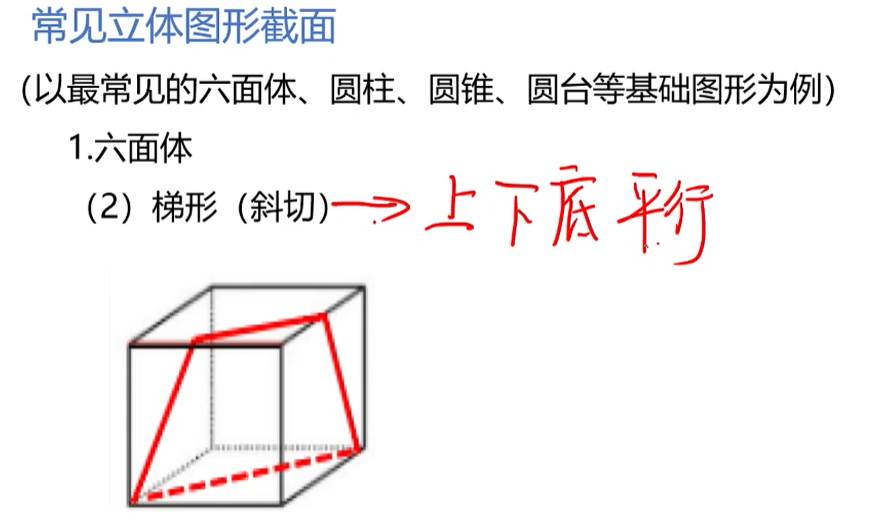 常见立体图形截面
（以最常见的六面体、圆柱、圆锥、圆台等基础图形为例）
1.六面体
（2）梯形（斜切）→上下底平行